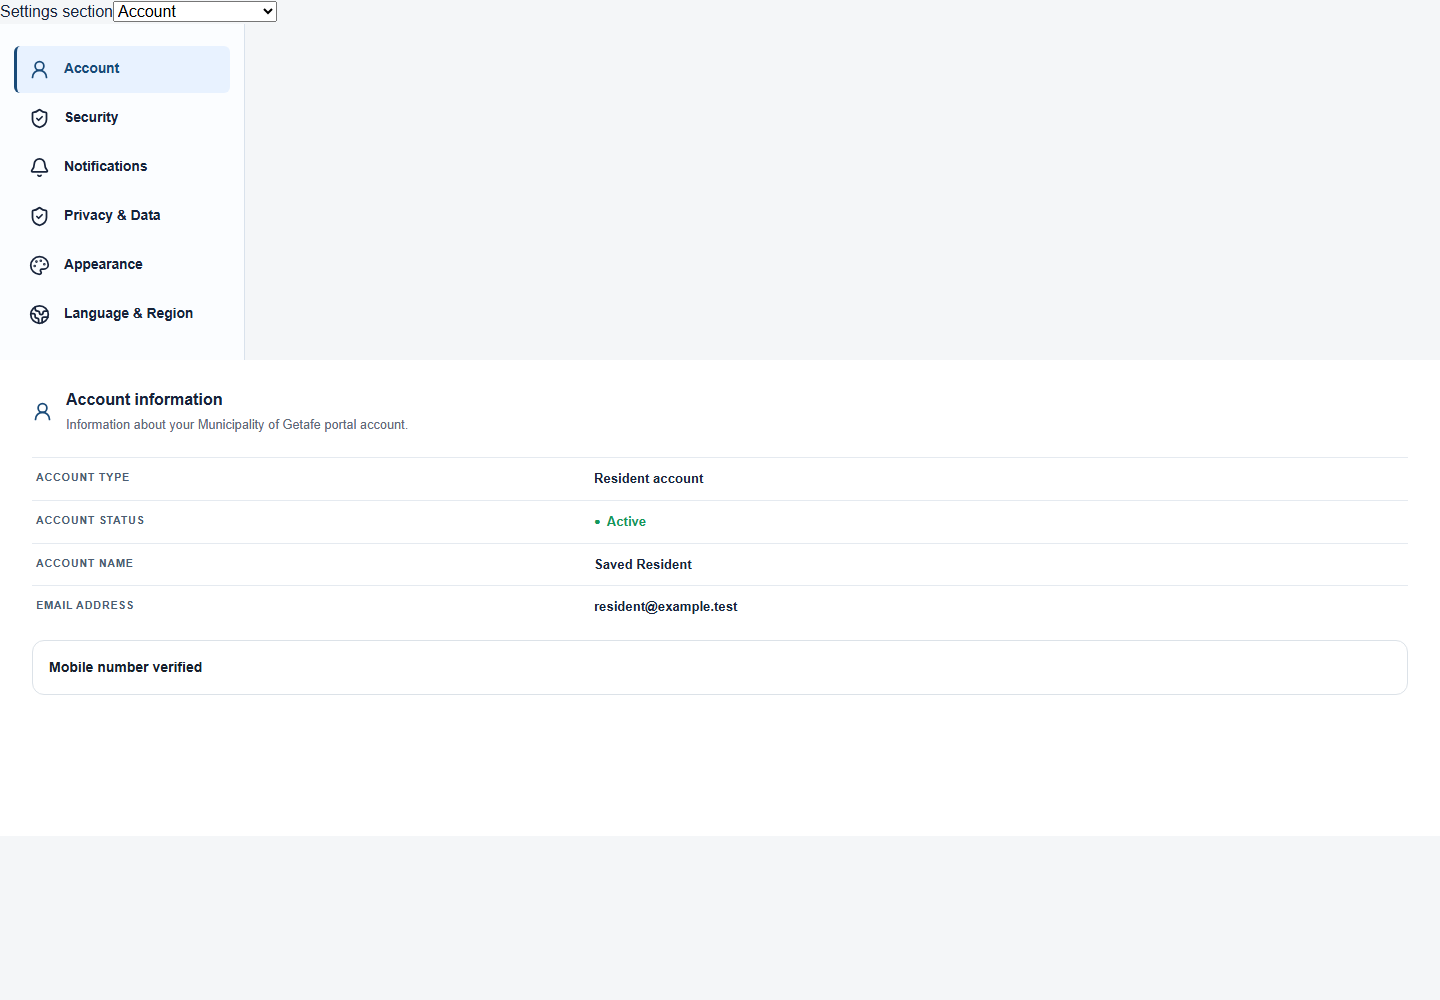 Settings section Account
Account
Security
Notifications
Privacy & Data
Appearance
Language & Region
Account information
Information about your Municipality of Getafe portal account.
ACCOUNT TYPE Resident account
ACCOUNT STATUS • Active
ACCOUNT NAME Saved Resident
EMAIL ADDRESS resident@example.test
Mobile number verified